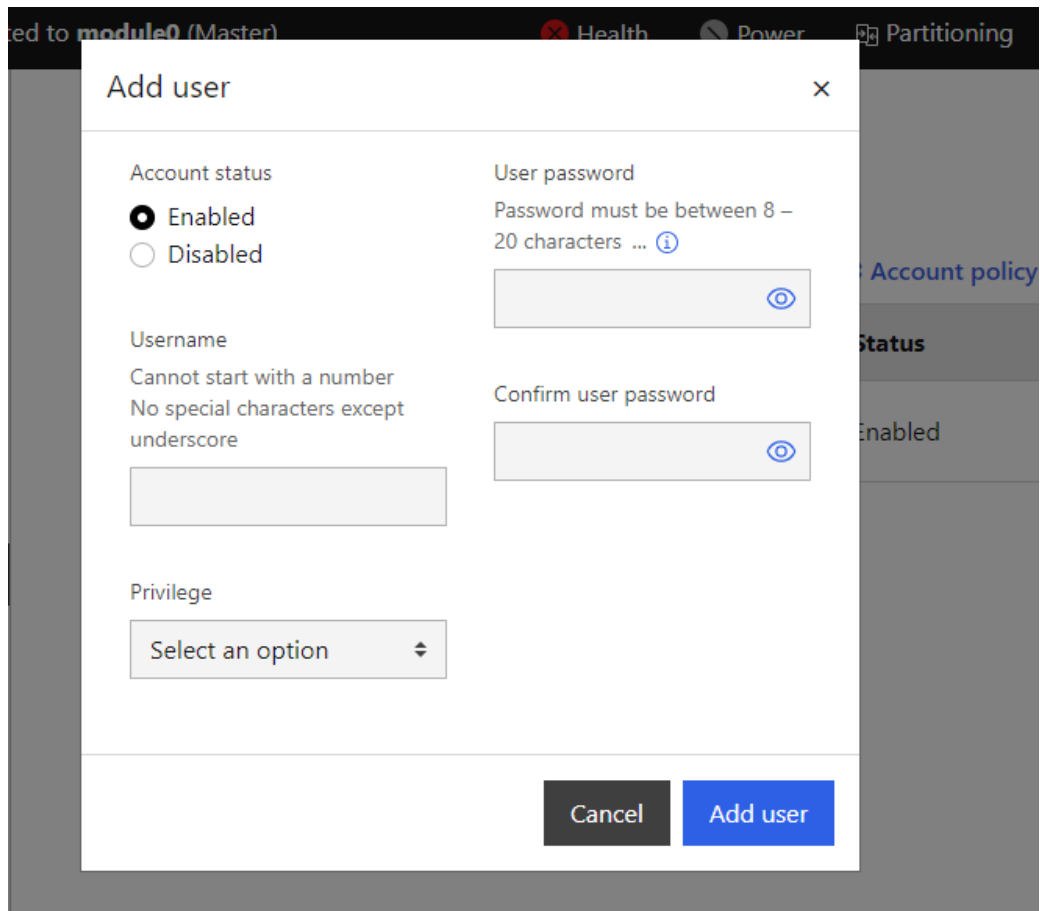 ted to module0 (Master) Health Power Partitioning
Add user
Account status
Enabled
Disabled
Username
Cannot start with a number
No special characters except
underscore
Privilege
Select an option
User password
Password must be between 8 –
20 characters ...
Confirm user password
Cancel Add user
Account policy
Status
Enabled